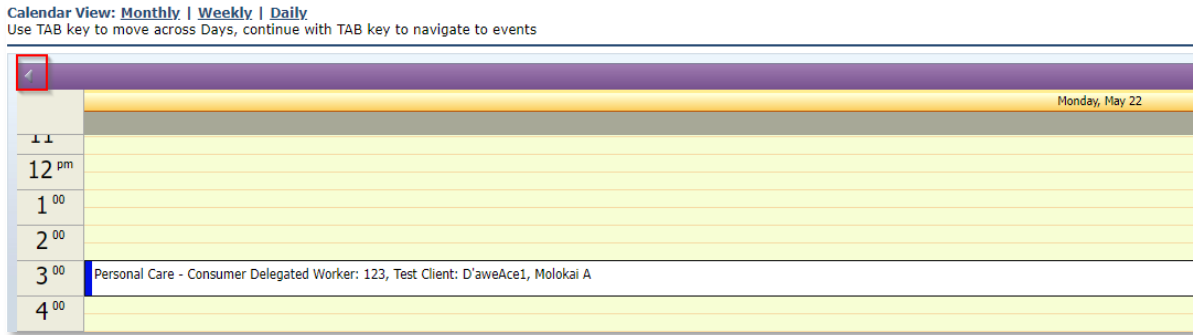 Calendar View: Monthly | Weekly | Daily
Use TAB key to move across Days, continue with TAB key to navigate to events
Monday, May 22
11
12 pm
1 00
2 00
3 00 Personal Care - Consumer Delegated Worker: 123, Test Client: D'aweAce1, Molokai A
4 00